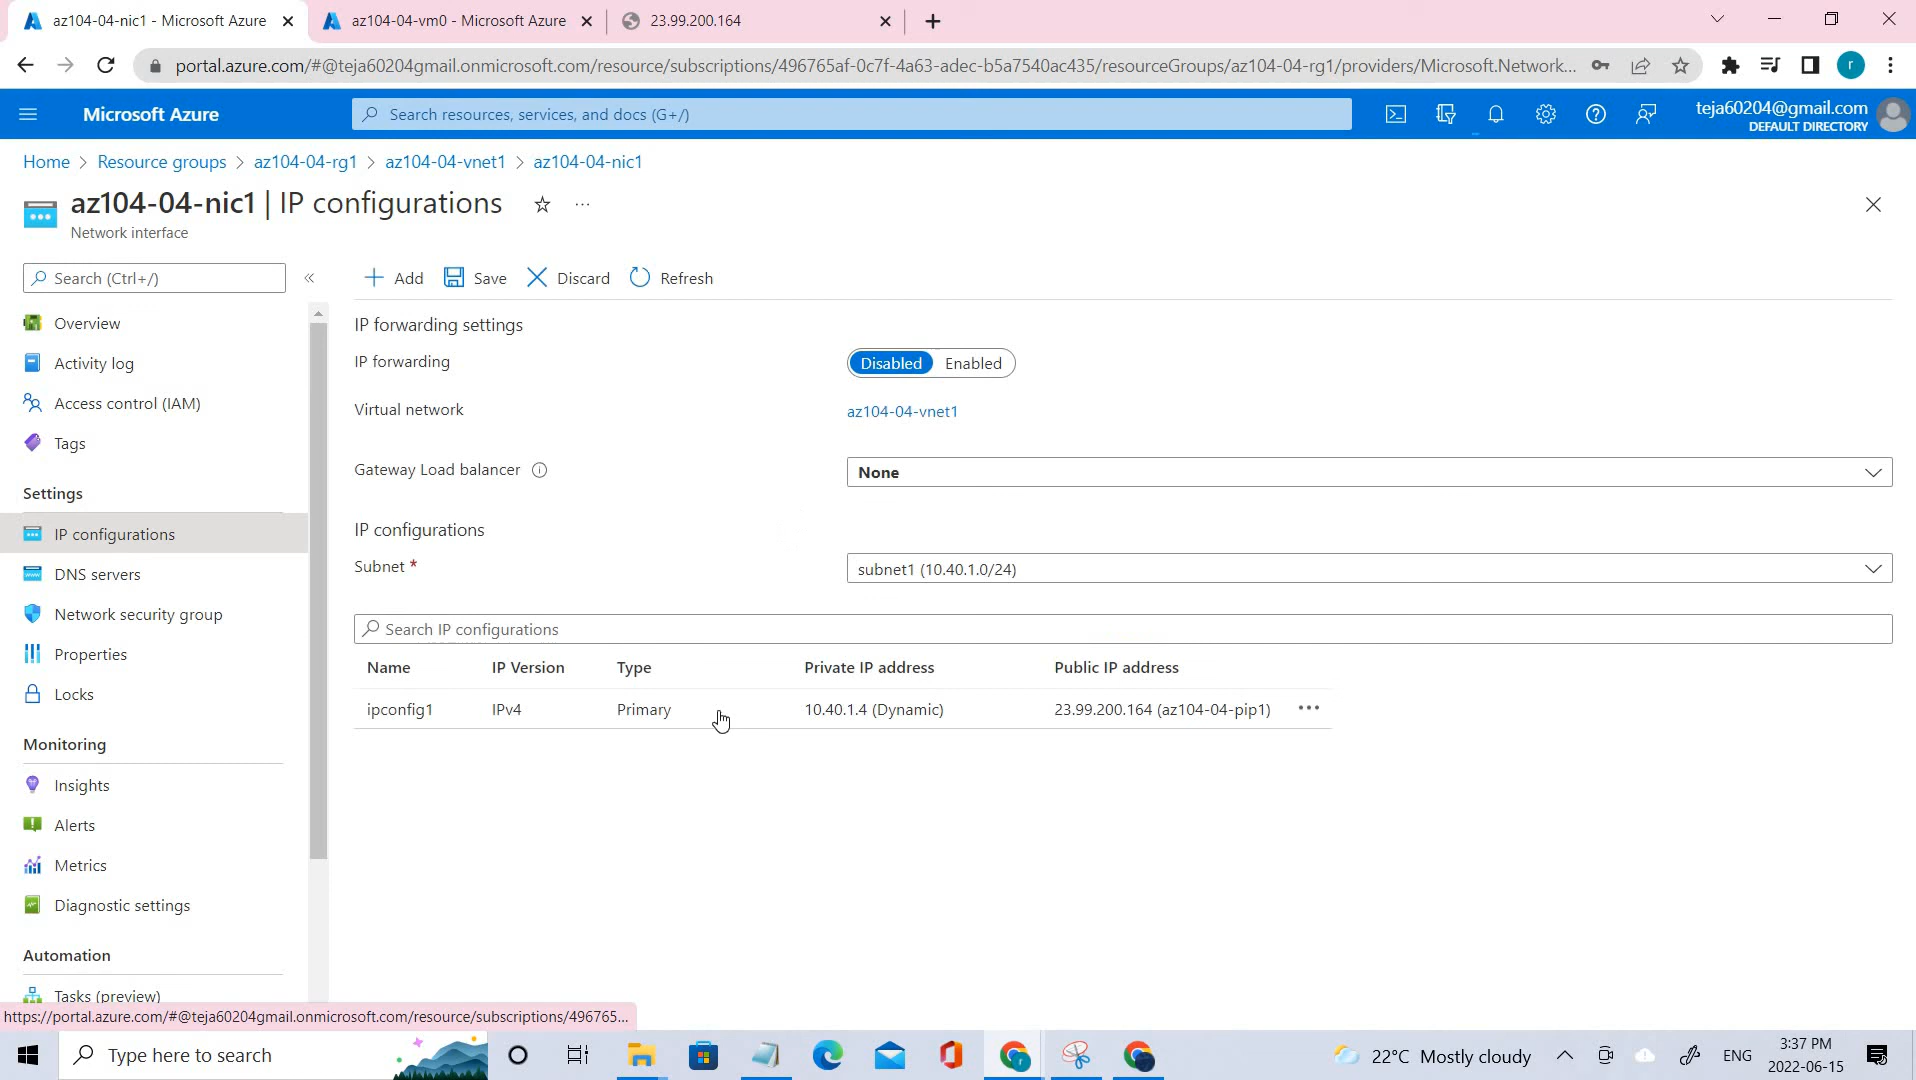 az104-04-nic1 - Microsoft Azure
az104-04-vm0 - Microsoft Azure
23.99.200.164
portal.azure.com/#@teja60204gmail.onmicrosoft.com/resource/subscriptions/496765af-0c7f-4a63-adec-b5a7540ac435/resourceGroups/az104-04-rg1/providers/Microsoft.Network...
r
Microsoft Azure
Search resources, services, and docs (G+/)
teja60204@gmail.com
DEFAULT DIRECTORY
Home > Resource groups > az104-04-rg1 > az104-04-vnet1 > az104-04-nic1
az104-04-nic1 | IP configurations
Network interface
Search (Ctrl+/)
Overview
Activity log
Access control (IAM)
Tags
Settings
IP configurations
DNS servers
Network security group
Properties
Locks
Monitoring
Insights
Alerts
Metrics
Diagnostic settings
Automation
Tasks (preview)
Add Save Discard Refresh
IP forwarding settings
IP forwarding Disabled Enabled
Virtual network az104-04-vnet1
Gateway Load balancer None
IP configurations
Subnet * subnet1 (10.40.1.0/24)
Search IP configurations
Name IP Version Type Private IP address Public IP address
ipconfig1 IPv4 Primary 10.40.1.4 (Dynamic) 23.99.200.164 (az104-04-pip1)
https://portal.azure.com/#@teja60204gmail.onmicrosoft.com/resource/subscriptions/496765...
Type here to search
22°C Mostly cloudy
ENG
3:37 PM
2022-06-15